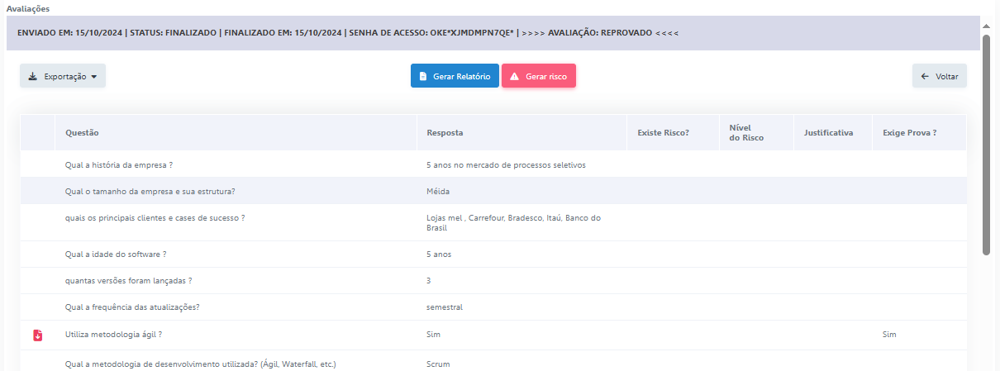 Avaliações
ENVIADO EM: 15/10/2024 | STATUS: FINALIZADO | FINALIZADO EM: 15/10/2024 | SENHA DE ACESSO: OKE*XJMDMPN7QE* | >>>> AVALIAÇÃO: REPROVADO <<<<
Exportação
Gerar Relatório
Gerar risco
Voltar
Questão Resposta Existe Risco? Nível do Risco Justificativa Exige Prova ?
Qual a história da empresa ? 5 anos no mercado de processos seletivos
Qual o tamanho da empresa e sua estrutura? Méida
quais os principais clientes e cases de sucesso ? Lojas mel , Carrefour, Bradesco, Itaú, Banco do
Brasil
Qual a idade do software ? 5 anos
quantas versões foram lançadas ? 3
Qual a frequência das atualizações? semestral
Utiliza metodologia ágil ? Sim Sim
Qual a metodologia de desenvolvimento utilizada? (Ágil, Waterfall, etc.) Scrum